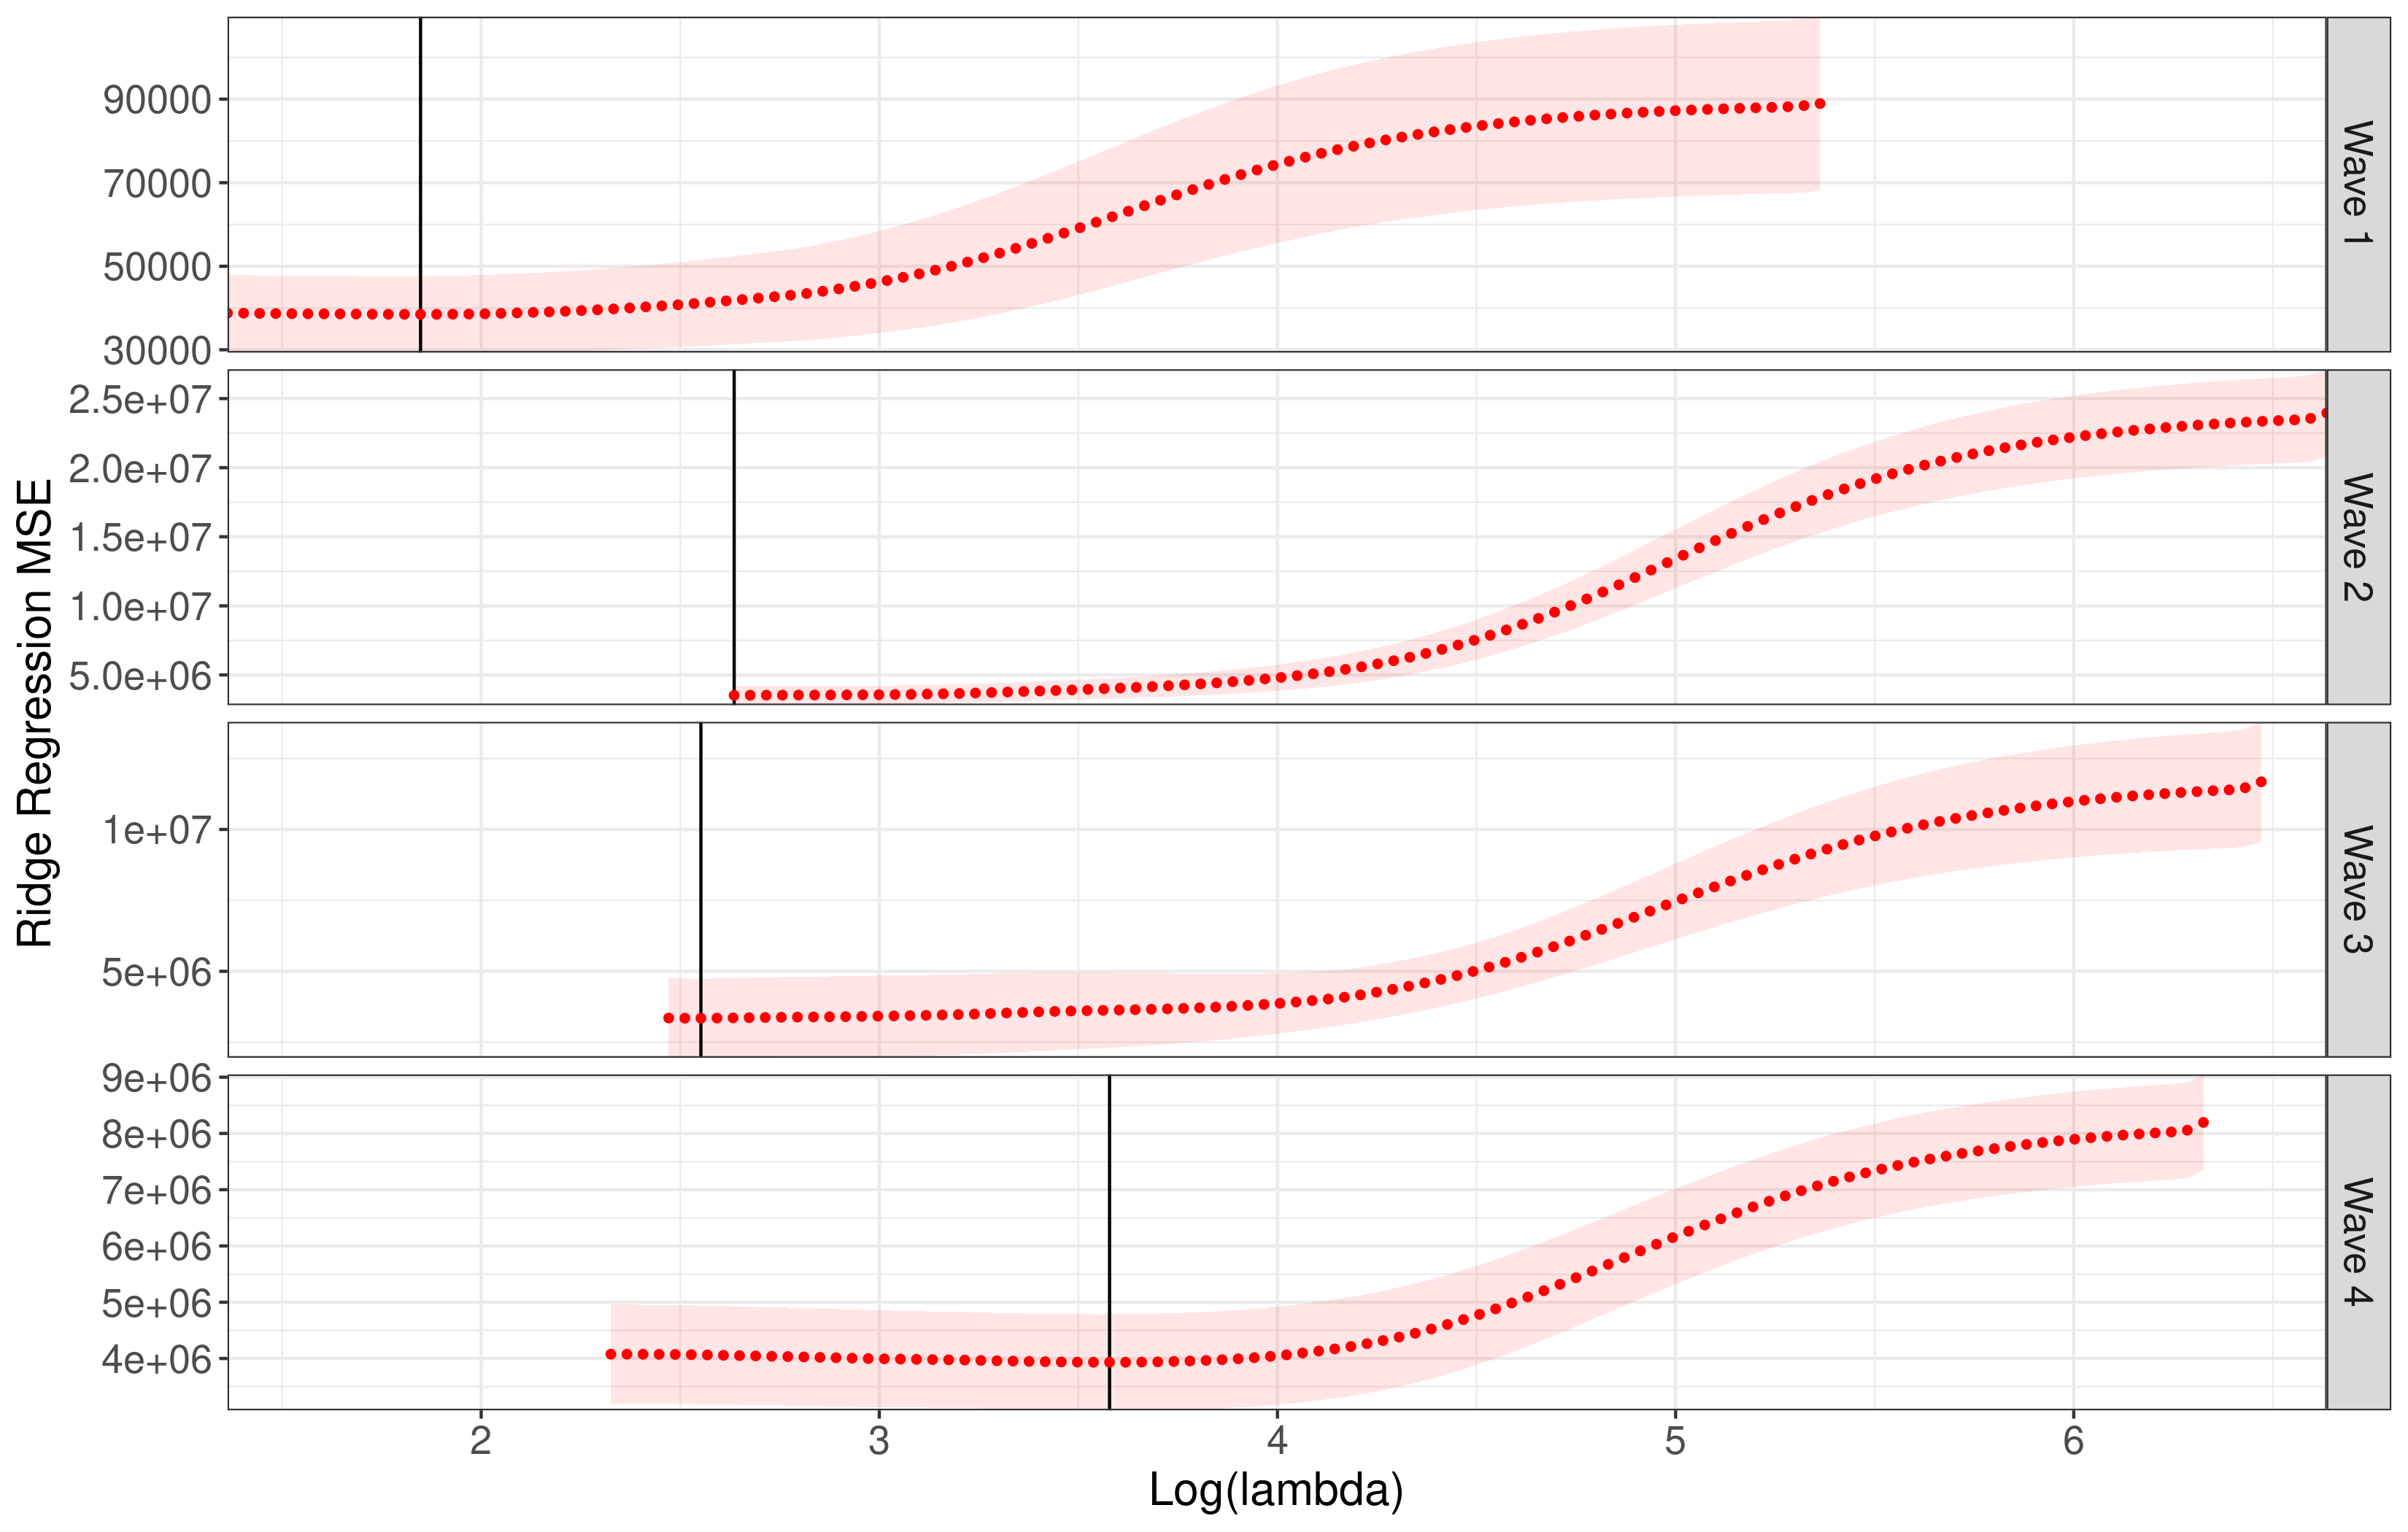 Ridge Regression MSE
90000
70000
50000
30000
Wave 1
2.5e+07
2.0e+07
1.5e+07
1.0e+07
5.0e+06
Wave 2
1e+07
5e+06
Wave 3
9e+06
8e+06
7e+06
6e+06
5e+06
4e+06
Wave 4
2 3 4 5 6
Log(lambda)